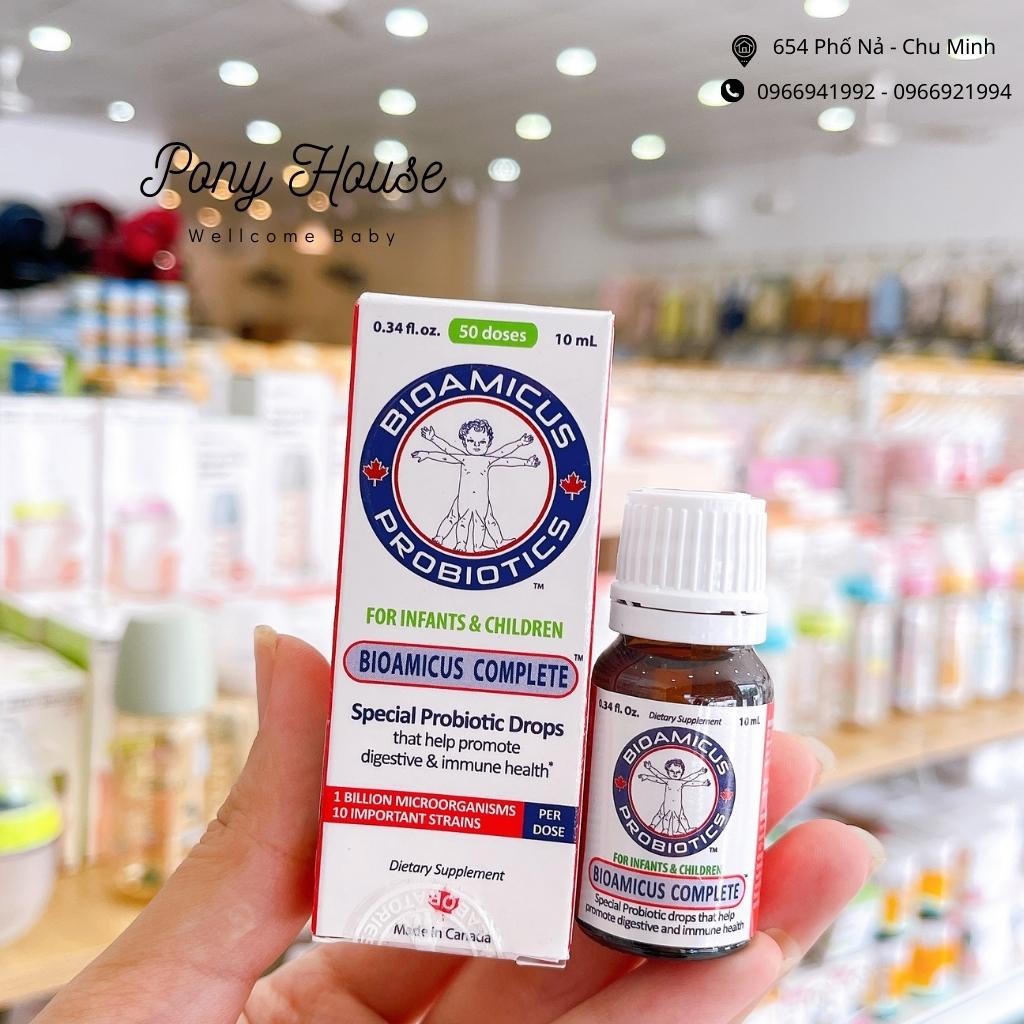 654 Phố Nả - Chu Minh
0966941992 - 0966921994
Pony House
Wellcome Baby
0.34 fl. oz. 50 doses 10 mL
BIOAMICUS
PROBIOTICS
TM
FOR INFANTS & CHILDREN
BIOAMICUS COMPLETE™
Special Probiotic Drops
that help promote
digestive & immune health*
1 BILLION MICROORGANISMS
10 IMPORTANT STRAINS
PER
DOSE
Dietary Supplement
Made in Canada
0.34 fl. Oz. Dietary Supplement 10 mL
BIOAMICUS
PROBIOTICS
TM
FOR INFANTS & CHILDREN
BIOAMICUS COMPLETE™
Special Probiotic drops that help
promote digestive and immune health